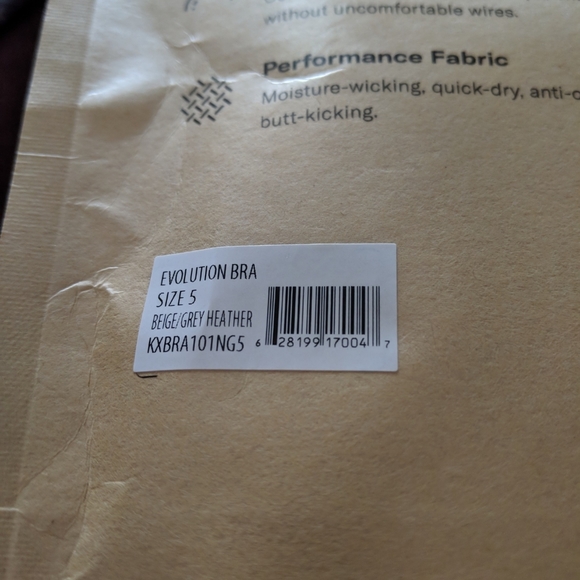 without uncomfortable wires.
Performance Fabric
Moisture-wicking, quick-dry,
butt-kicking.
EVOLUTION BRA
SIZE 5
BEIGE/GREY HEATHER
KXBRA101NG5
6 28199 17004 7